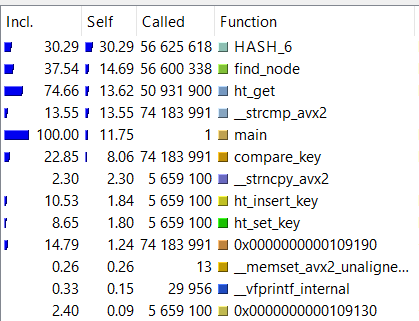 Incl. Self Called Function
30.29 30.29 56 625 618 HASH_6
37.54 14.69 56 600 338 find_node
74.66 13.62 50 931 900 ht_get
13.55 13.55 74 183 991 __strcmp_avx2
100.00 11.75 1 main
22.85 8.06 74 183 991 compare_key
2.30 2.30 5 659 100 __strncpy_avx2
10.53 1.84 5 659 100 ht_insert_key
8.65 1.80 5 659 100 ht_set_key
14.79 1.24 74 183 991 0x0000000000109190
0.26 0.26 13 __memset_avx2_unaligne...
0.33 0.15 29 956 __vfprintf_internal
2.40 0.09 5 659 100 0x0000000000109130